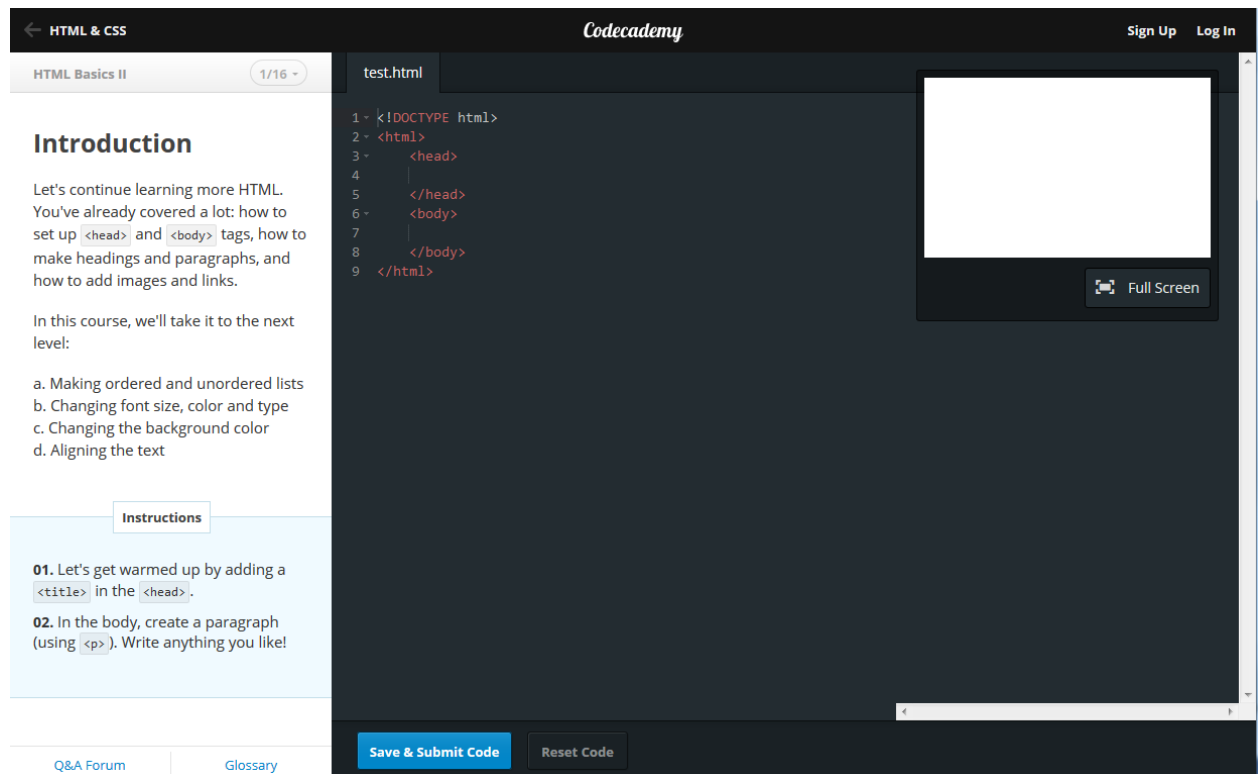 HTML & CSS
Codecademy
Sign Up
Log In
HTML Basics II
1/16
test.html
Introduction
Let's continue learning more HTML.
You've already covered a lot: how to
set up <head> and <body> tags, how to
make headings and paragraphs, and
how to add images and links.
In this course, we'll take it to the next
level:
a. Making ordered and unordered lists
b. Changing font size, color and type
c. Changing the background color
d. Aligning the text
Instructions
01. Let's get warmed up by adding a
<title> in the <head>.
02. In the body, create a paragraph
(using <p>). Write anything you like!
Q&A Forum
Glossary
1 <!DOCTYPE html>
2 <html>
3 <head>
4
5 </head>
6 <body>
7
8 </body>
9 </html>
Full Screen
Save & Submit Code
Reset Code